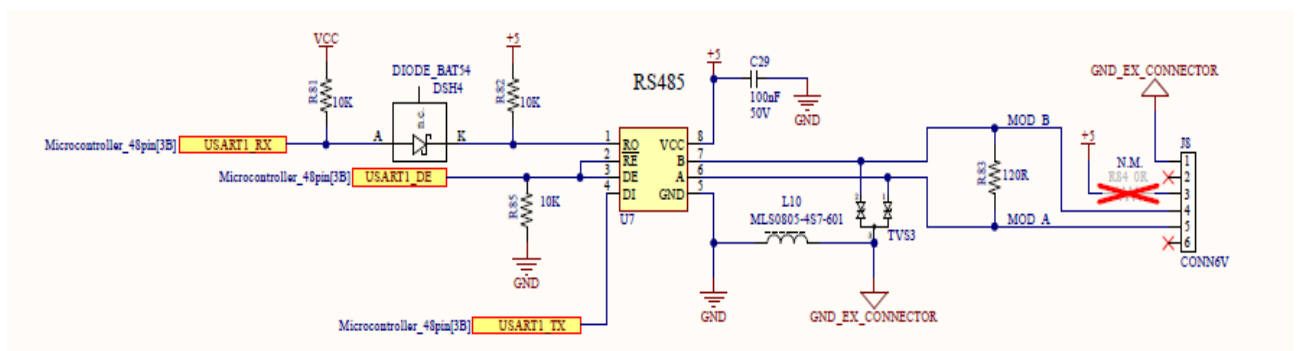 VCC
+5
+5
R81
10K
DIODE_BAT54
DSH4
n.c.
A
K
R82
10K
RS485
C29
100nF
50V
GND
GND_EX_CONNECTOR
Microcontroller_48pin[3B]
USART1_RX
Microcontroller_48pin[3B]
USART1_DE
R85
10K
GND
1
2
3
4
RO
RE
DE
DI
VCC
B
A
GND
8
7
6
5
U7
L10
MLS0805-4S7-601
GND
TVS3
GND_EX_CONNECTOR
MOD_B
R83
120R
MOD_A
+5
N.M.
R84 0R
J8
1
2
3
4
5
6
CONN6V
Microcontroller_48pin[3B]
USART1_TX